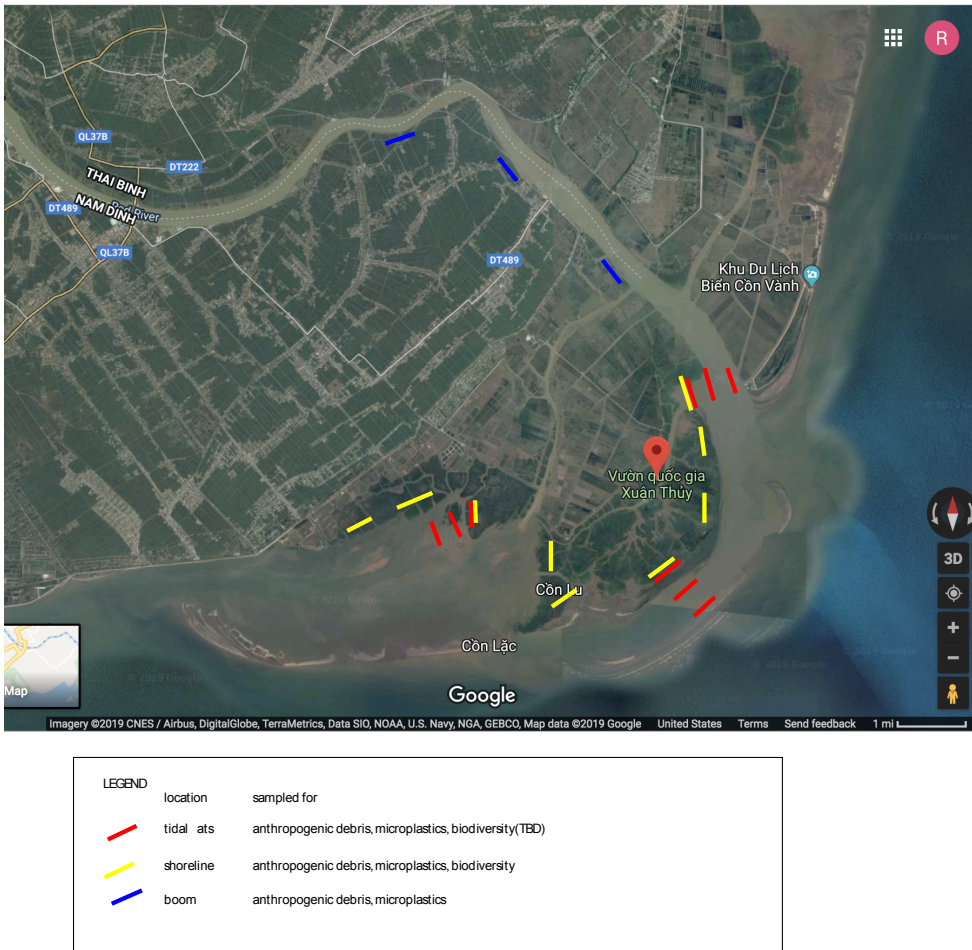 R
QL37B
DT222
THAI BINH
NAM DINH
Red River
DT489
QL37B
DT489
Khu Du Lịch
Biển Cồn Vành
Vườn quốc gia
Xuân Thủy
3D
Cồn Lu
Cồn Lặc
Map
Google
Imagery ©2019 CNES / Airbus, DigitalGlobe, TerraMetrics, Data SIO, NOAA, U.S. Navy, NGA, GEBCO, Map data ©2019 Google United States Terms Send feedback 1 mi
LEGEND
location sampled for
tidal ats anthropogenic debris, microplastics, biodiversity(TBD)
shoreline anthropogenic debris, microplastics, biodiversity
boom anthropogenic debris, microplastics